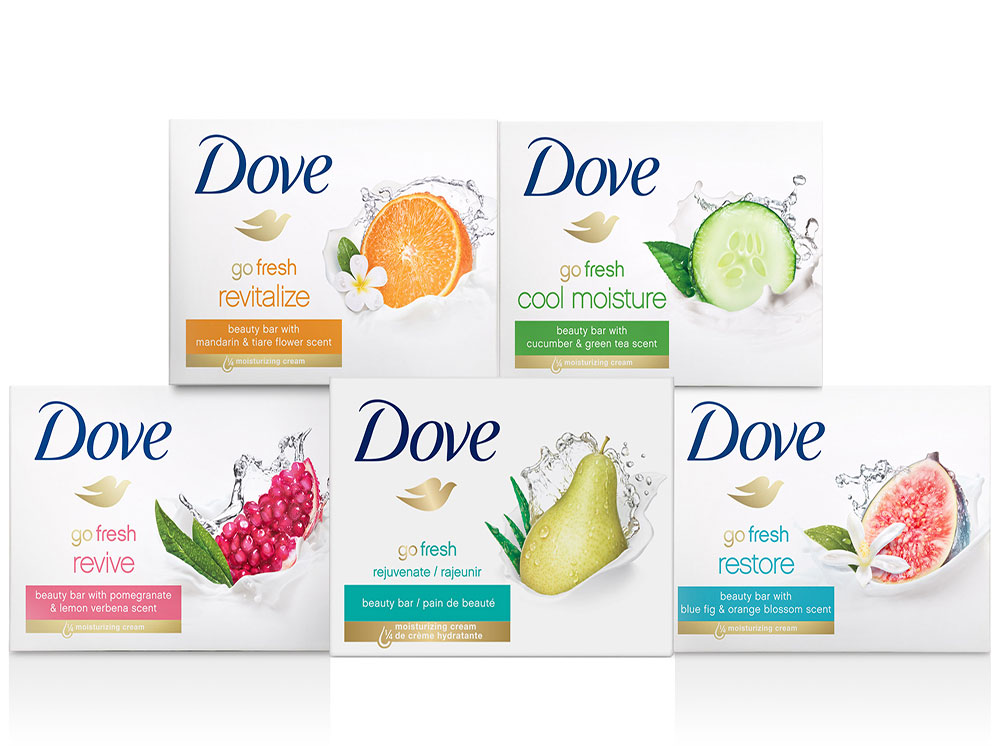 Dove
go fresh
revitalize
beauty bar with
mandarin & tiare flower scent
¼ moisturizing cream
Dove
go fresh
cool moisture
beauty bar with
cucumber & green tea scent
¼ moisturizing cream
Dove
go fresh
revive
beauty bar with pomegranate
& lemon verbena scent
¼ moisturizing cream
Dove
go fresh
rejuvenate / rajeunir
beauty bar / pain de beauté
¼ moisturizing cream
de crème hydratante
Dove
go fresh
restore
beauty bar with
blue fig & orange blossom scent
¼ moisturizing cream